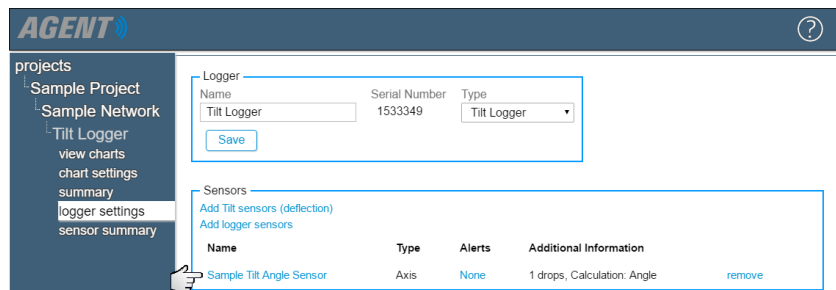 AGENT
?
projects
Sample Project
Sample Network
Tilt Logger
view charts
chart settings
summary
logger settings
sensor summary
Logger
Name Serial Number Type
Tilt Logger 1533349 Tilt Logger
Save
Sensors
Add Tilt sensors (deflection)
Add logger sensors
Name Type Alerts Additional Information
Sample Tilt Angle Sensor Axis None 1 drops, Calculation: Angle remove